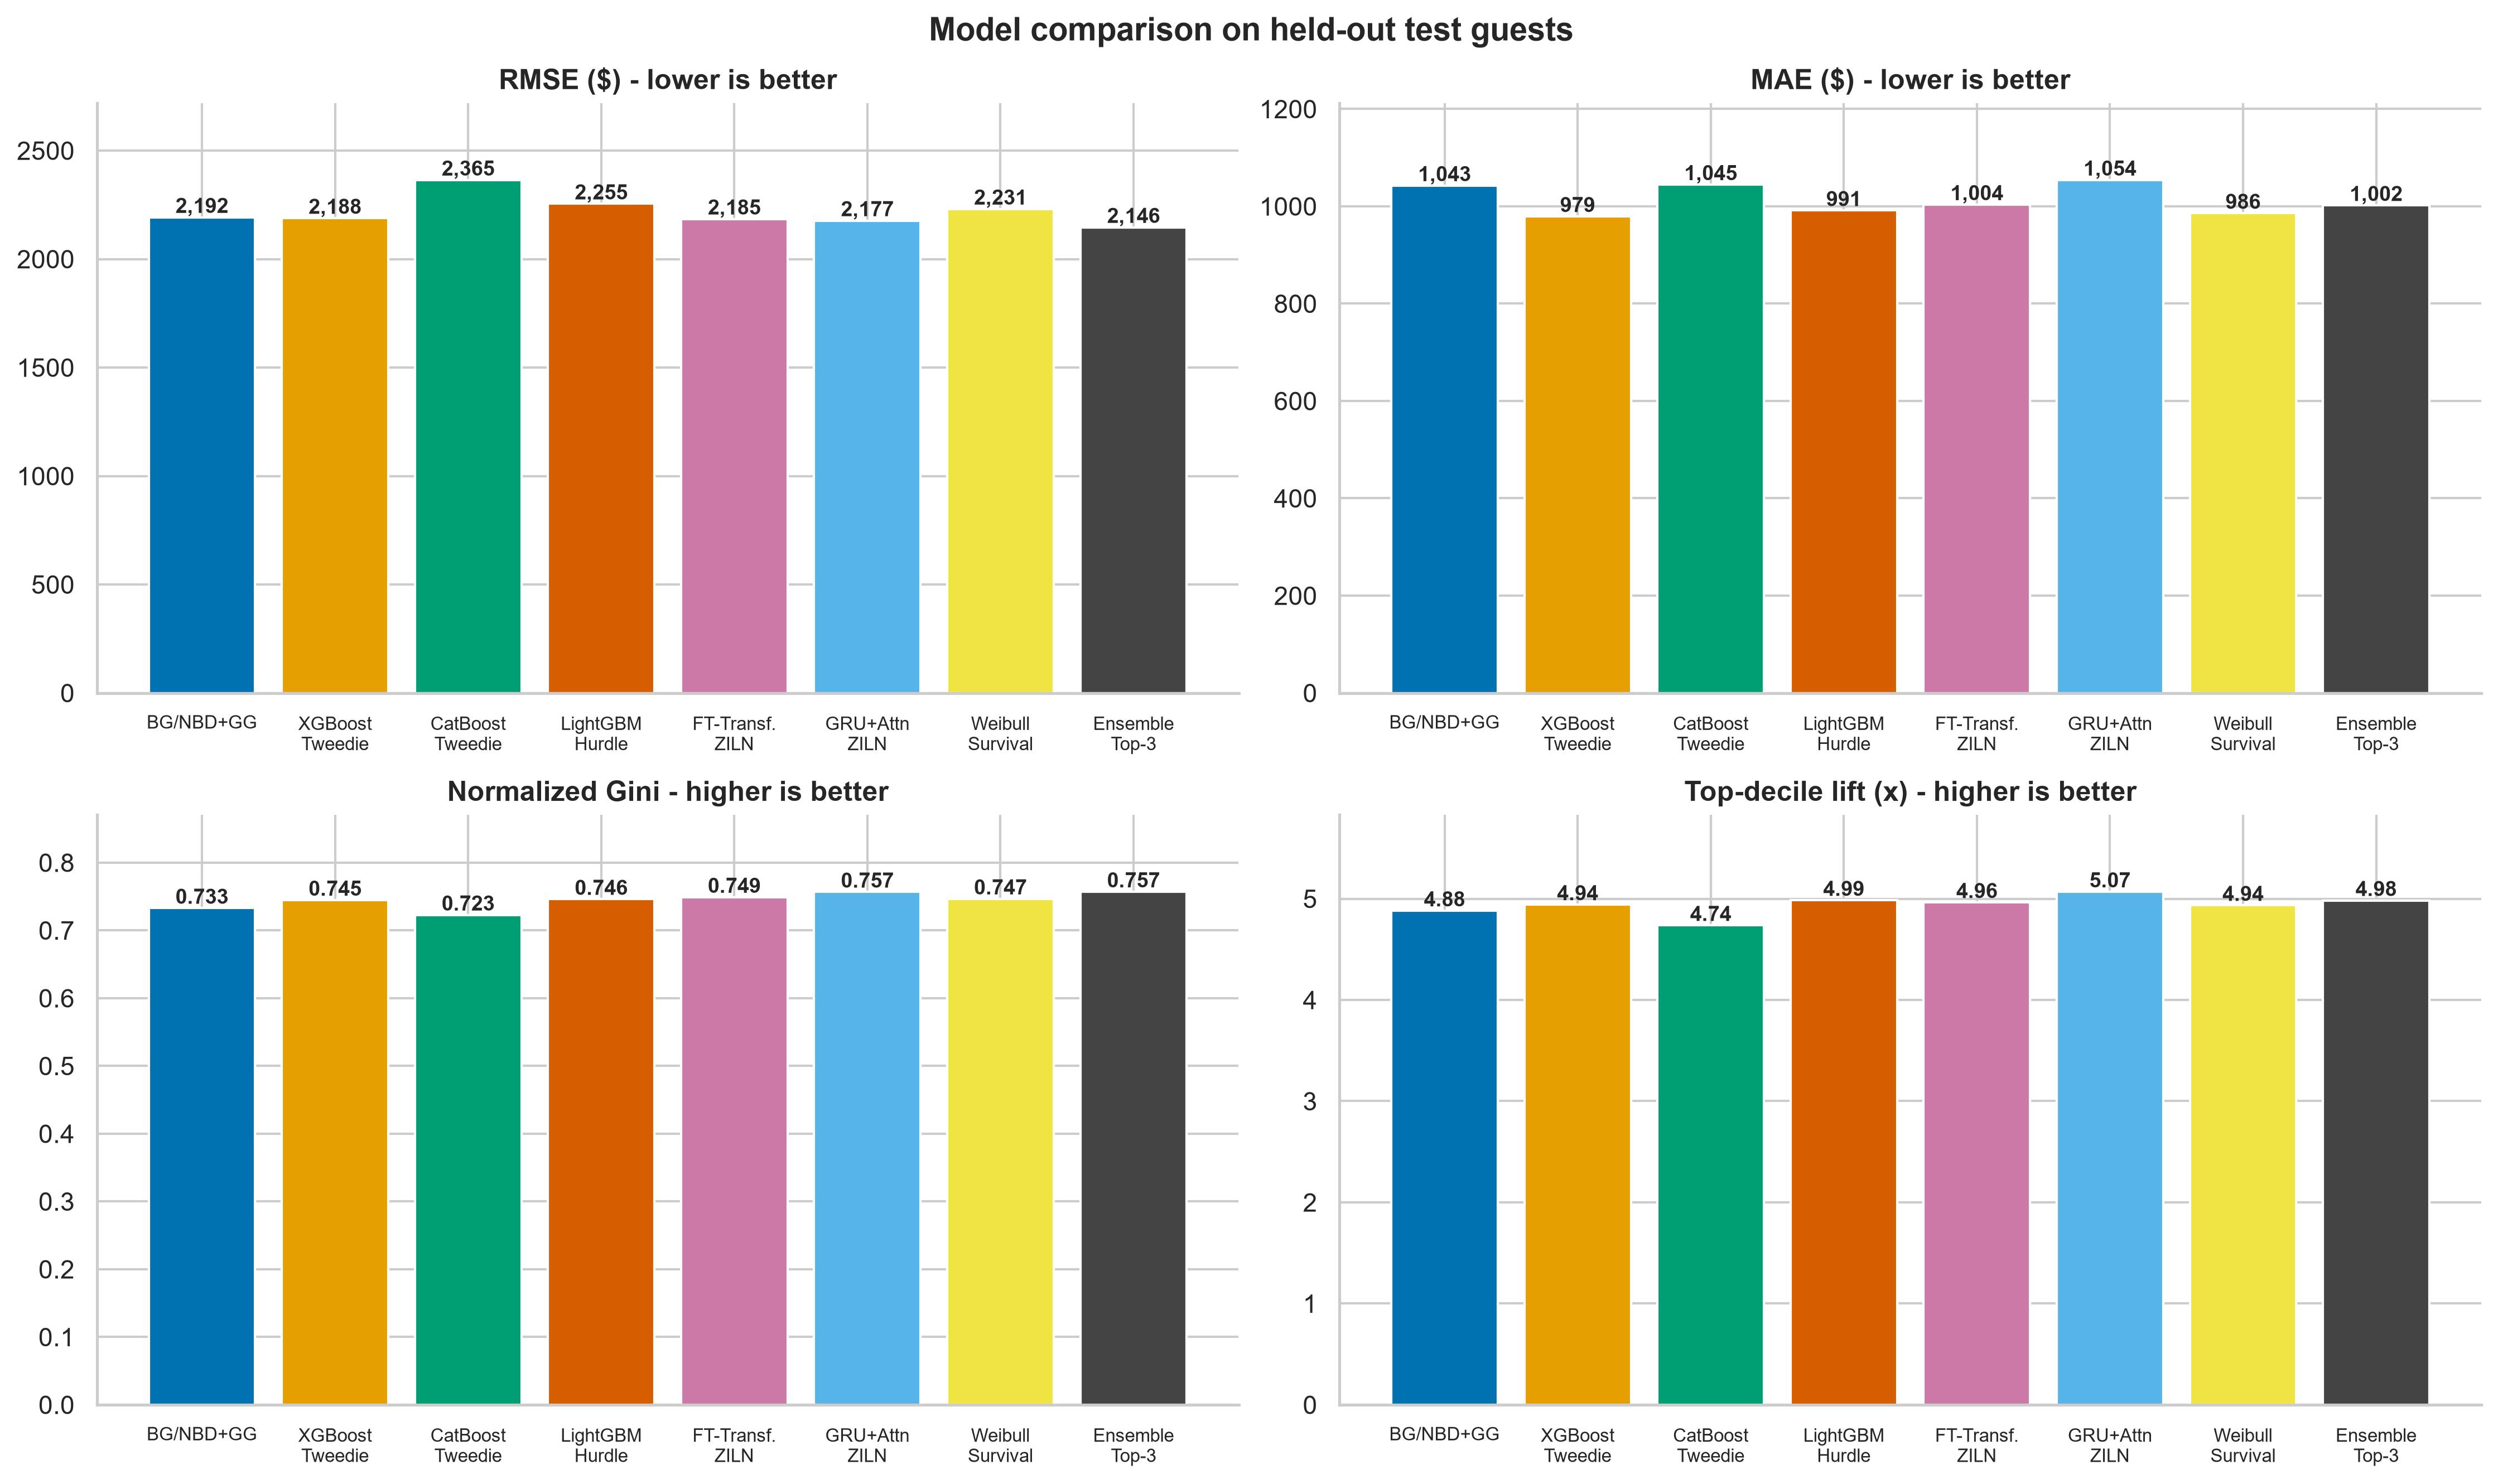 Model comparison on held-out test guests
RMSE ($) - lower is better
2500
2000
1500
1000
500
0
2,192
2,188
2,365
2,255
2,185
2,177
2,231
2,146
BG/NBD+GG
XGBoost
Tweedie
CatBoost
Tweedie
LightGBM
Hurdle
FT-Transf.
ZILN
GRU+Attn
ZILN
Weibull
Survival
Ensemble
Top-3
MAE ($) - lower is better
1200
1000
800
600
400
200
0
1,043
979
1,045
991
1,004
1,054
986
1,002
BG/NBD+GG
XGBoost
Tweedie
CatBoost
Tweedie
LightGBM
Hurdle
FT-Transf.
ZILN
GRU+Attn
ZILN
Weibull
Survival
Ensemble
Top-3
Normalized Gini - higher is better
0.8
0.7
0.6
0.5
0.4
0.3
0.2
0.1
0.0
0.733
0.745
0.723
0.746
0.749
0.757
0.747
0.757
BG/NBD+GG
XGBoost
Tweedie
CatBoost
Tweedie
LightGBM
Hurdle
FT-Transf.
ZILN
GRU+Attn
ZILN
Weibull
Survival
Ensemble
Top-3
Top-decile lift (x) - higher is better
5
4
3
2
1
0
4.88
4.94
4.74
4.99
4.96
5.07
4.94
4.98
BG/NBD+GG
XGBoost
Tweedie
CatBoost
Tweedie
LightGBM
Hurdle
FT-Transf.
ZILN
GRU+Attn
ZILN
Weibull
Survival
Ensemble
Top-3